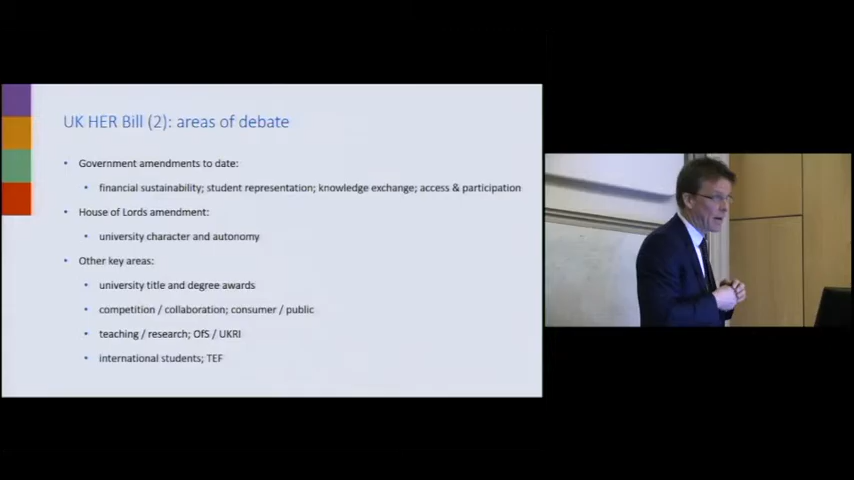 UK HER Bill (2): areas of debate
• Government amendments to date:
• financial sustainability; student representation; knowledge exchange; access & participation
• House of Lords amendment:
• university character and autonomy
• Other key areas:
• university title and degree awards
• competition / collaboration; consumer / public
• teaching / research; OfS / UKRI
• international students; TEF